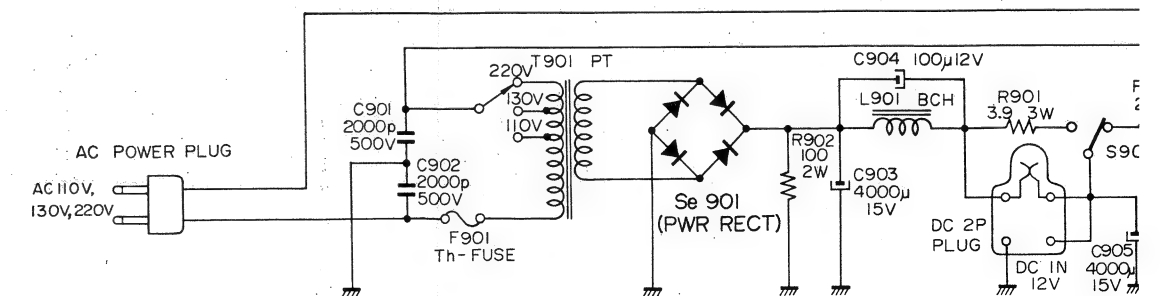 T901 PT
220V
130V
110V
C901
2000p
500V
C902
2000p
500V
AC POWER PLUG
AC110V,
130V,220V
F901
Th-FUSE
Se 901
(PWR RECT)
C904 100μ12V
L901 BCH
R901
3.9 3W
R902
100
2W
C903
4000μ
15V
DC 2P
PLUG
DC IN
12V
C905
4000μ
15V